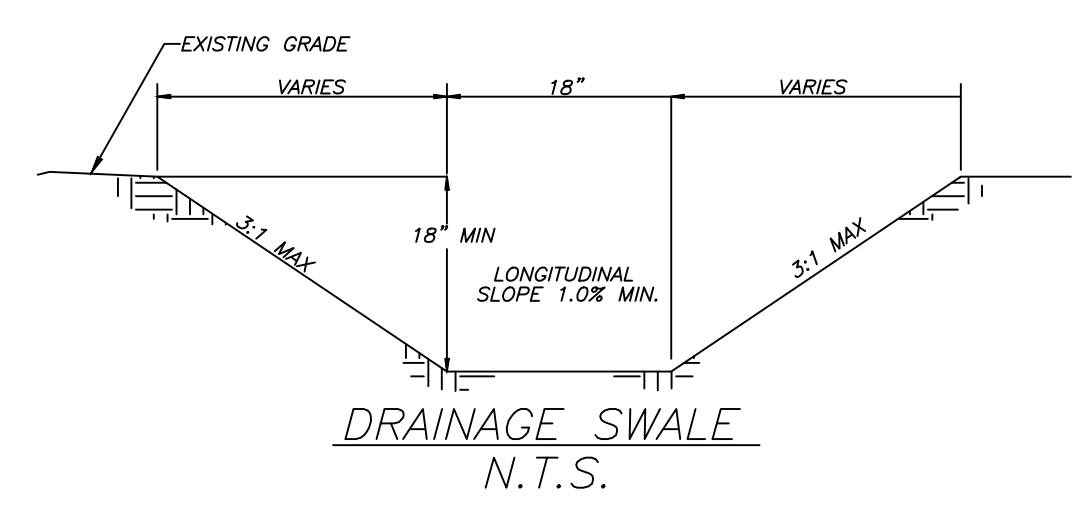 EXISTING GRADE
VARIES
18"
VARIES
3:1 MAX
18" MIN
3:1 MAX
LONGITUDINAL
SLOPE 1.0% MIN.
DRAINAGE SWALE
N.T.S.